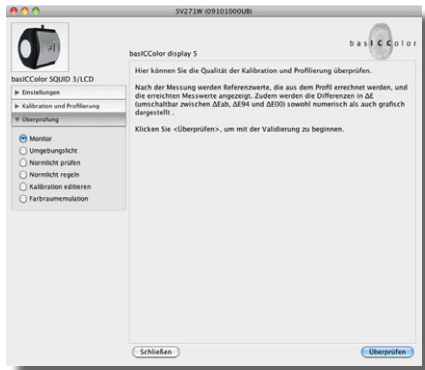 SV271W (09101000UB)
basICColor
basICColor display 5
basICColor SQUID 3/LCD
Einstellungen
Kalibration und Profilierung
Überprüfung
Monitor
Umgebungslicht
Normlicht prüfen
Normlicht regeln
Kalibration editieren
Farbraumemulation
Hier können Sie die Qualität der Kalibration und Profilierung überprüfen.
Nach der Messung werden Referenzwerte, die aus dem Profil errechnet werden, und
die erreichten Messwerte angezeigt. Zudem werden die Differenzen in ΔE
(umschaltbar zwischen ΔEab, ΔE94 und ΔE00) sowohl numerisch als auch grafisch
dargestellt .
Klicken Sie <Überprüfen>, um mit der Validierung zu beginnen.
Schließen
Überprüfen